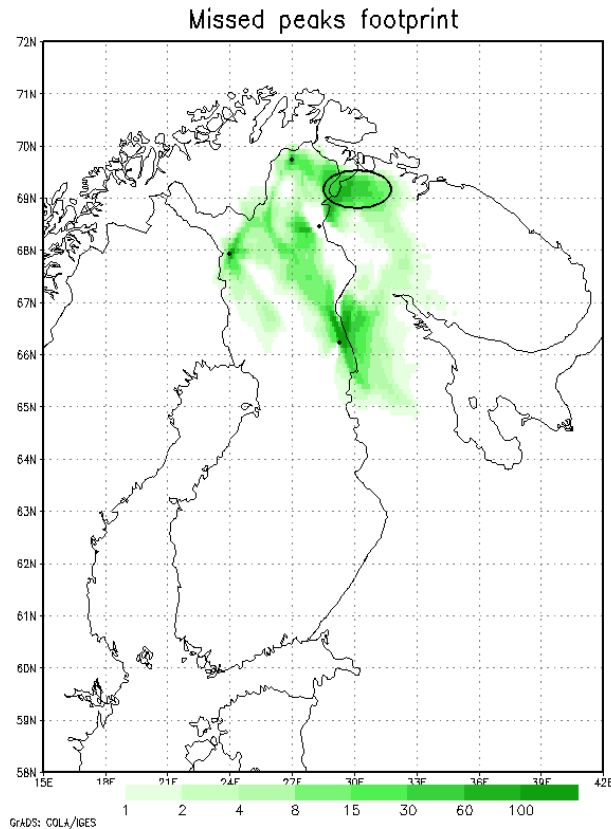 Missed peaks footprint
72N
71N
70N
69N
68N
67N
66N
65N
64N
63N
62N
61N
60N
59N
58N
15E 18E 21E 24E 27E 30E 33E 36E 39E 42E
1 2 4 8 15 30 60 100
GrADS: COLA/IGES